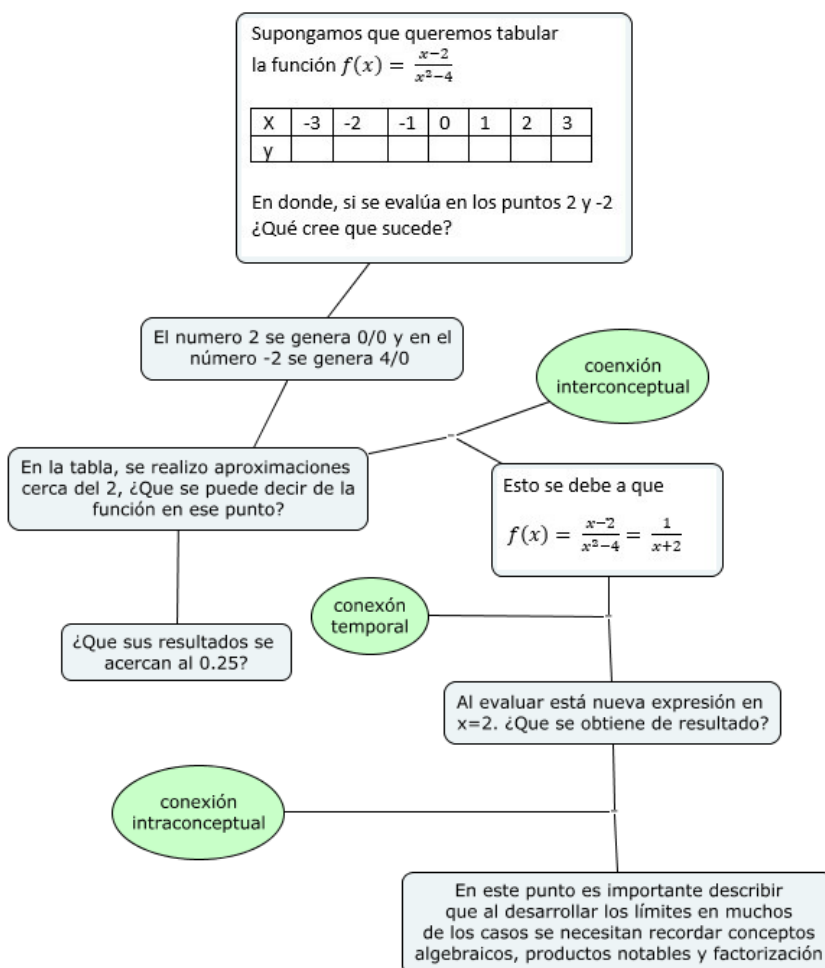 Supongamos que queremos tabular
la función f(x) = \frac{x-2}{x^2-4}
X -3 -2 -1 0 1 2 3
y
En donde, si se evalúa en los puntos 2 y -2
¿Qué cree que sucede?
El numero 2 se genera 0/0 y en el
número -2 se genera 4/0
coenxión
interconceptual
En la tabla, se realizo aproximaciones
cerca del 2, ¿Que se puede decir de la
función en ese punto?
Esto se debe a que
f(x) = \frac{x-2}{x^2-4} = \frac{1}{x+2}
conexón
temporal
¿Que sus resultados se
acercan al 0.25?
Al evaluar está nueva expresión en
x=2. ¿Que se obtiene de resultado?
conexión
intraconceptual
En este punto es importante describir
que al desarrollar los límites en muchos
de los casos se necesitan recordar conceptos
algebraicos, productos notables y factorización